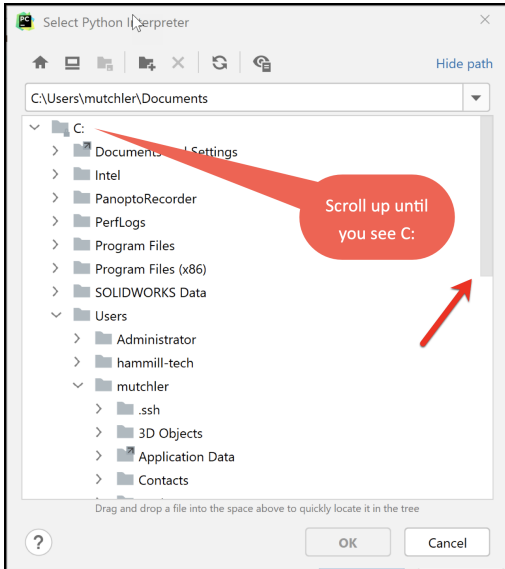 PC
Select Python Interpreter
Hide path
C:\Users\mutchler\Documents
C:
Documents and Settings
Intel
PanoptoRecorder
PerfLogs
Program Files
Program Files (x86)
SOLIDWORKS Data
Users
Administrator
hammill-tech
mutchler
.ssh
3D Objects
Application Data
Contacts
Scroll up until
you see C:
Drag and drop a file into the space above to quickly locate it in the tree
?
OK
Cancel